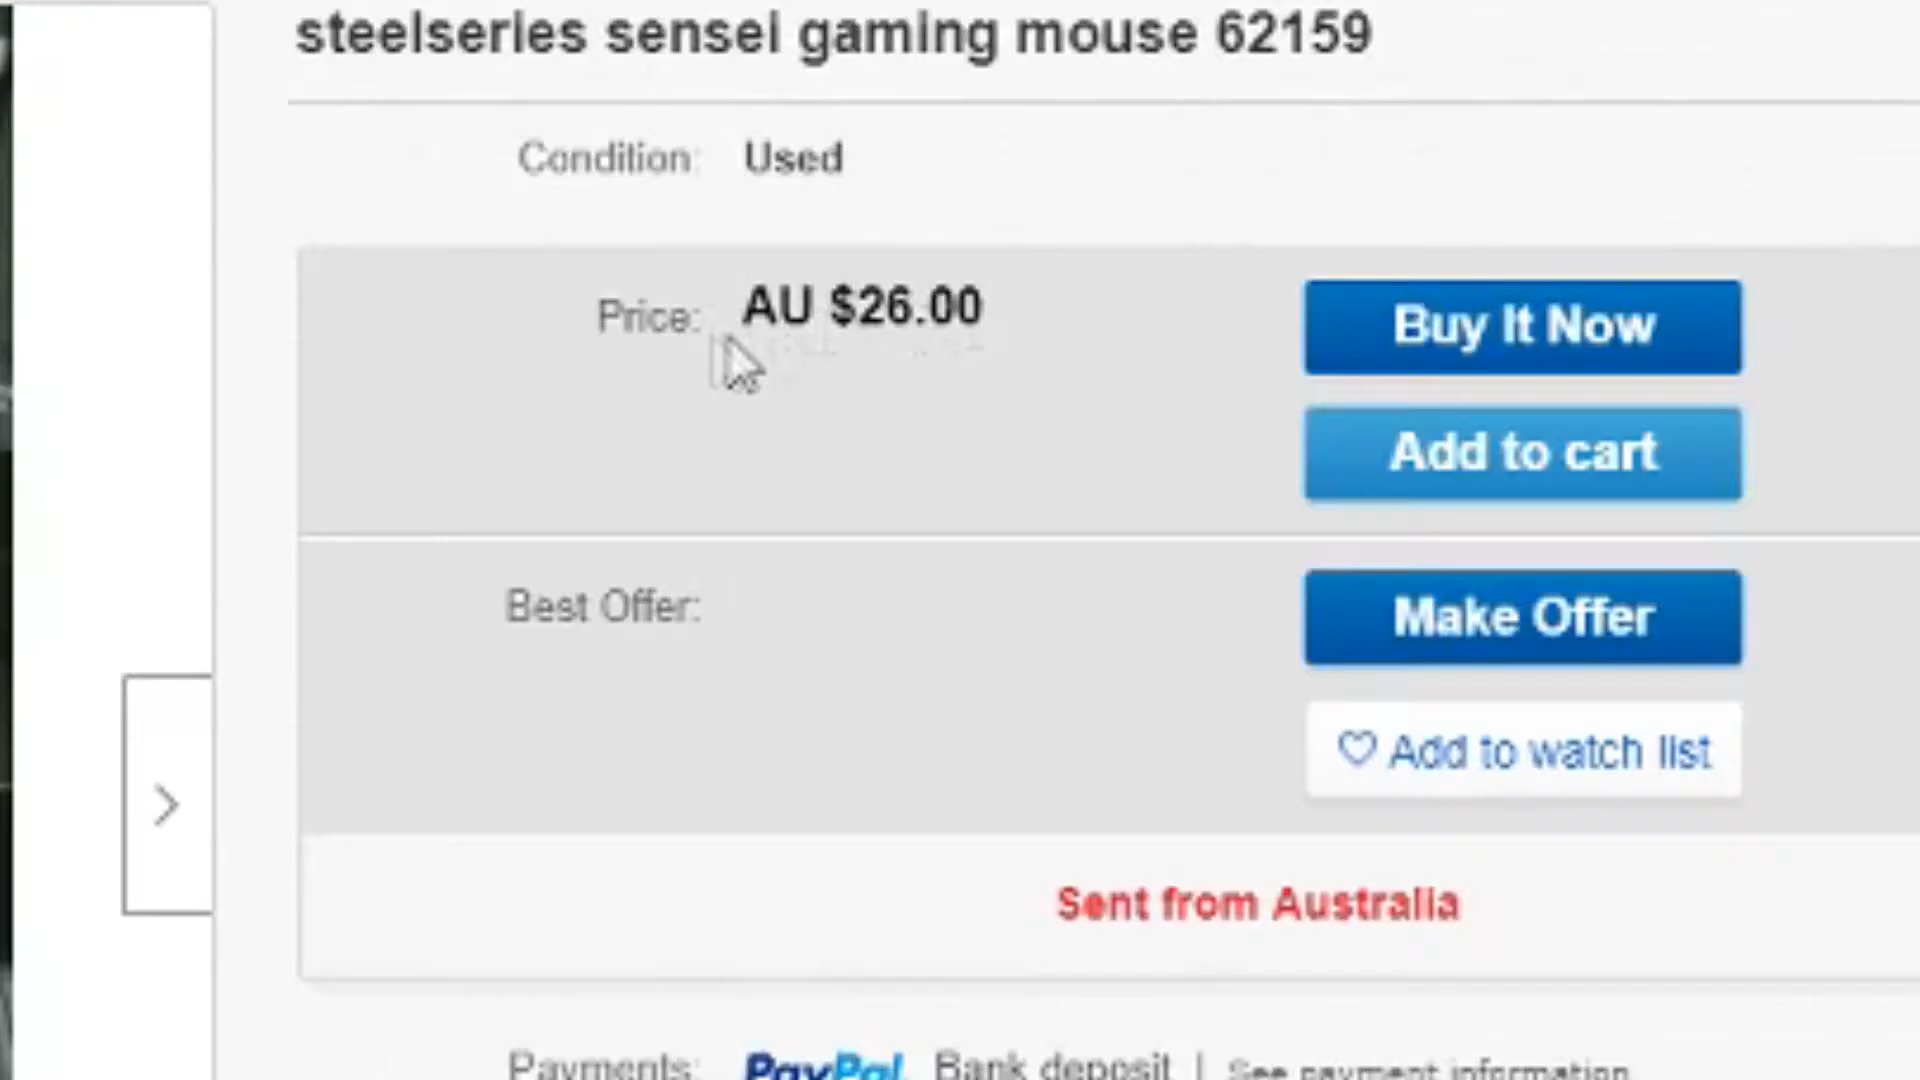 steelseries sensei gaming mouse 62159
Condition: Used
Price: AU $26.00
Buy It Now
Add to cart
Best Offer:
Make Offer
Add to watch list
Sent from Australia
Payments: PayPal Bank deposit | See payment information